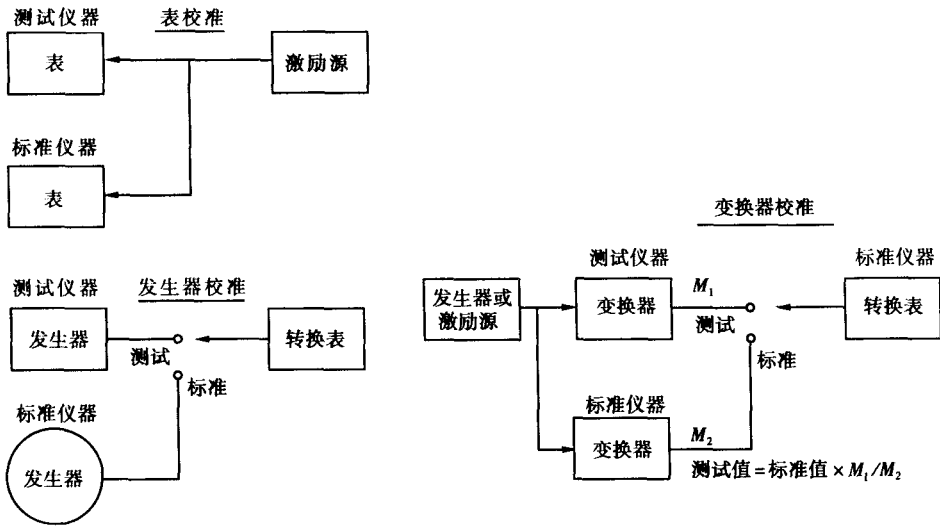 测试仪器
表校准
表
激励源
标准仪器
表
测试仪器
发生器校准
发生器
测试
转换表
标准
标准仪器
发生器
变换器校准
测试仪器
标准仪器
发生器或
激励源
变换器
M₁
测试
转换表
标准
标准仪器
变换器
M₂
测试值=标准值×M₁/M₂